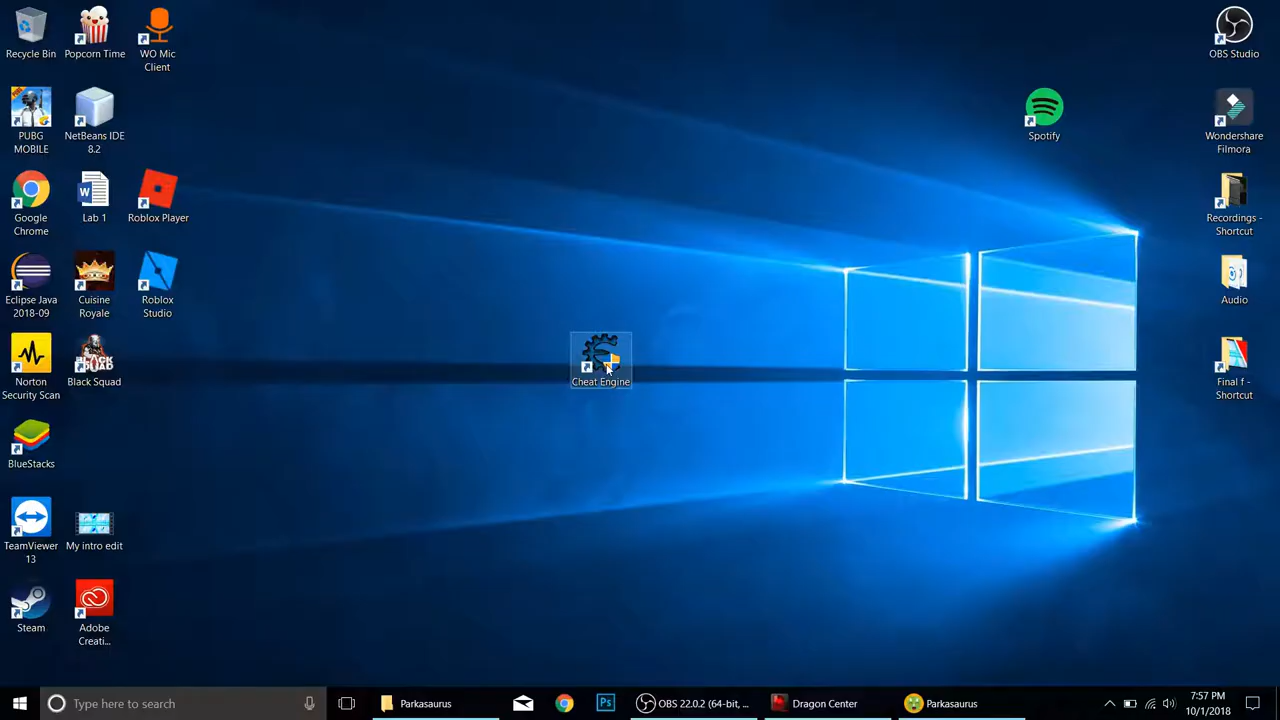 Recycle Bin
Popcorn Time
WO Mic
Client
OBS Studio
PUBG
MOBILE
NetBeans IDE
8.2
Spotify
Wondershare
Filmora
Google
Chrome
Lab 1
Roblox Player
Recordings -
Shortcut
Eclipse Java
2018-09
Cuisine
Royale
Roblox
Studio
Audio
Norton
Security Scan
Black Squad
Cheat Engine
Final f -
Shortcut
BlueStacks
TeamViewer
13
My intro edit
Steam
Adobe
Creati...
Type here to search
Parkasaurus
Ps
OBS 22.0.2 (64-bit, ...
Dragon Center
Parkasaurus
7:57 PM
10/1/2018